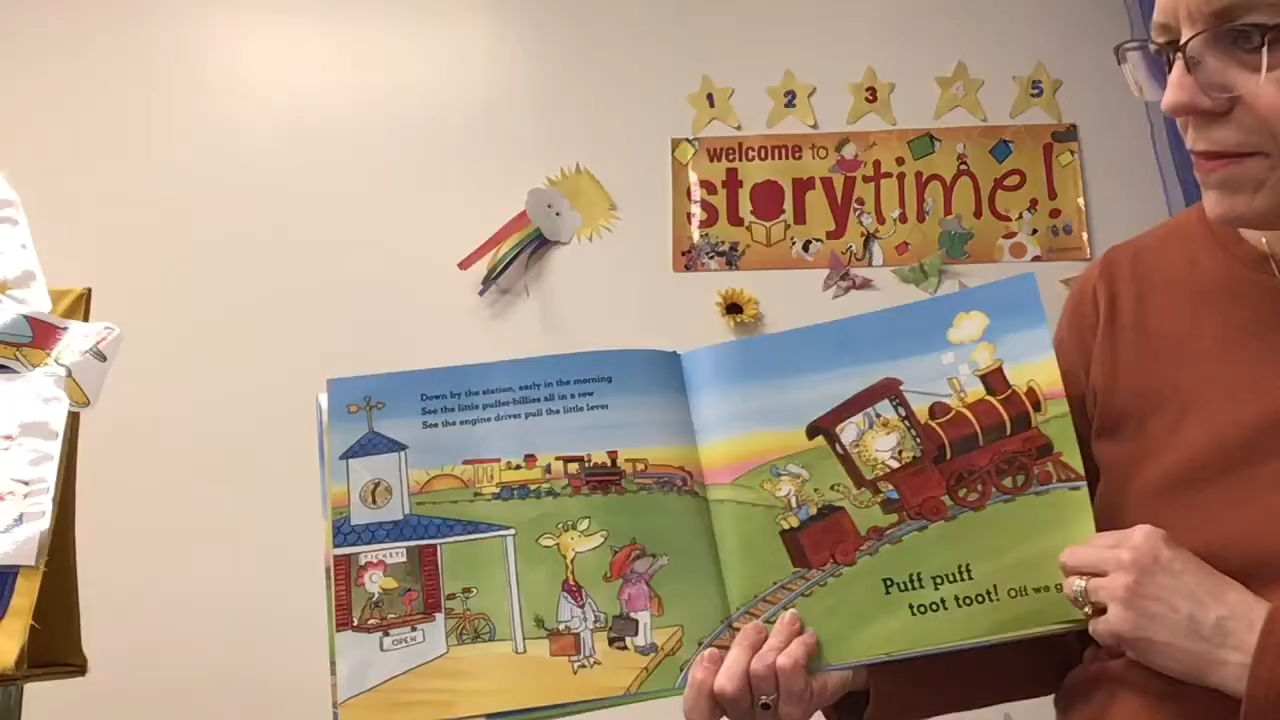 1 2 3 4 5
welcome to
storytime!
Down by the station, early in the morning
See the little puffer-billies all in a row
See the engine driver pull the little lever
TICKETS
OPEN
Puff puff
toot toot! Off we